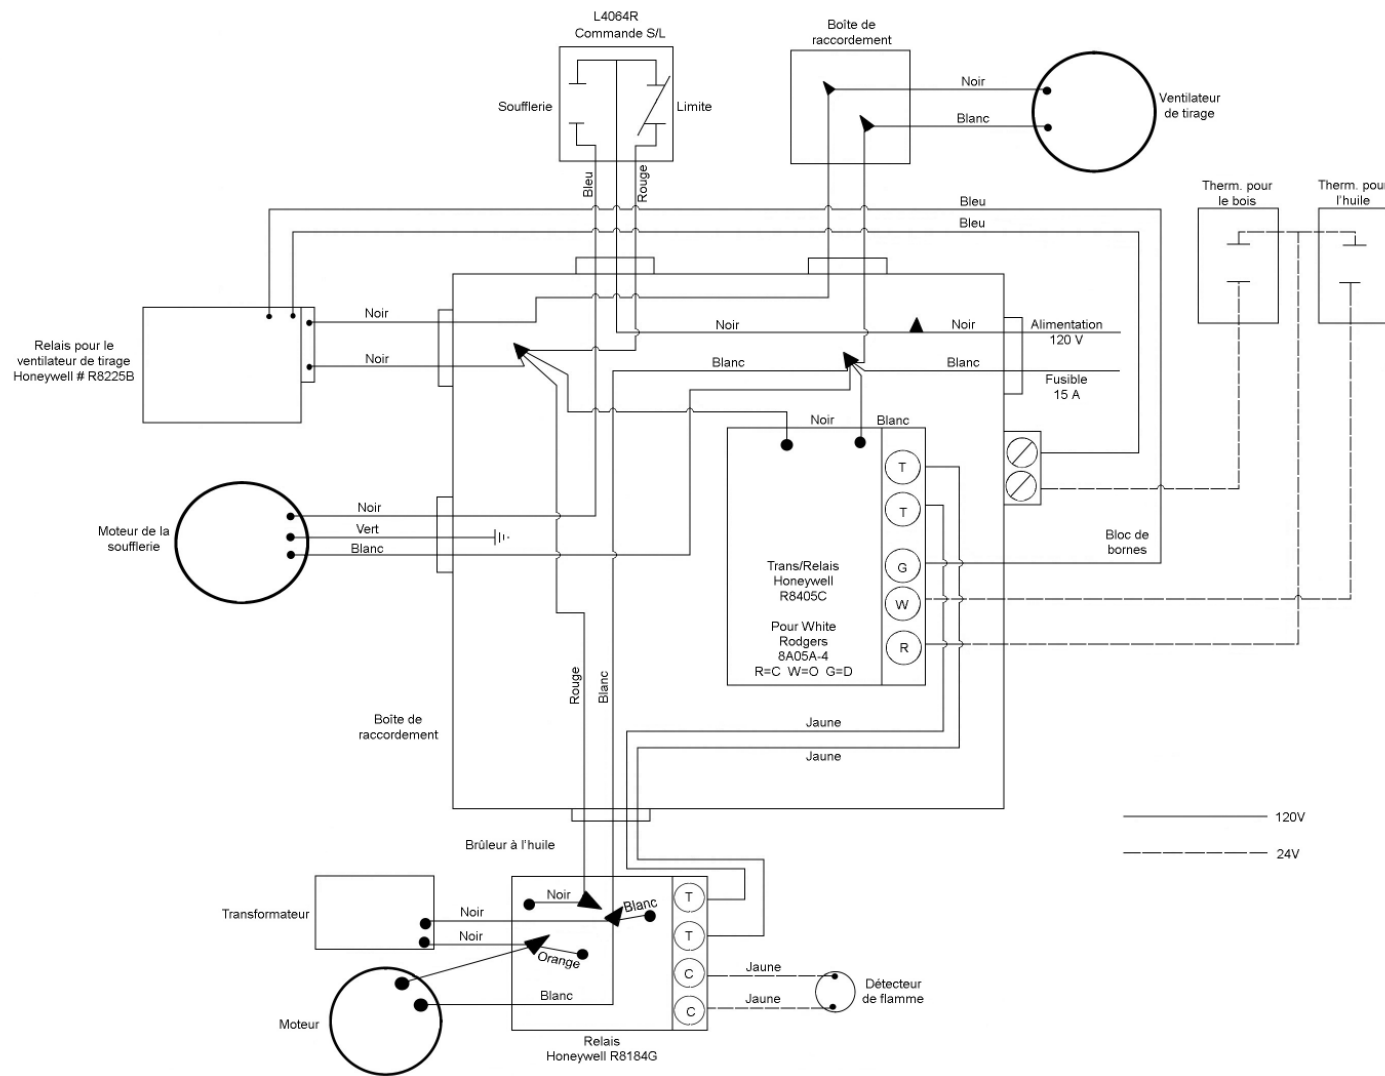 L4064R
Commande S/L
Boîte de
raccordement
Noir
Soufflerie
Limite
Ventilateur
de tirage
Blanc
Bleu
Rouge
Therm. pour
le bois
Therm. pour
l'huile
Bleu
Bleu
Noir
Noir
Noir
Alimentation
120 V
Relais pour le
ventilateur de tirage
Honeywell # R8225B
Noir
Blanc
Blanc
Fusible
15 A
Noir
Blanc
T
T
Moteur de la
soufflerie
Noir
Vert
Blanc
Bloc de
bornes
Trans/Relais
Honeywell
R8405C
G
W
Pour White
Rodgers
8A05A-4
R=C W=O G=D
R
Rouge
Blanc
Boîte de
raccordement
Jaune
Jaune
120V
24V
Brûleur à l'huile
Transformateur
Noir
Noir
Noir
Blanc
Orange
Blanc
T
T
C
C
Jaune
Jaune
Détecteur
de flamme
Moteur
Relais
Honeywell R8184G